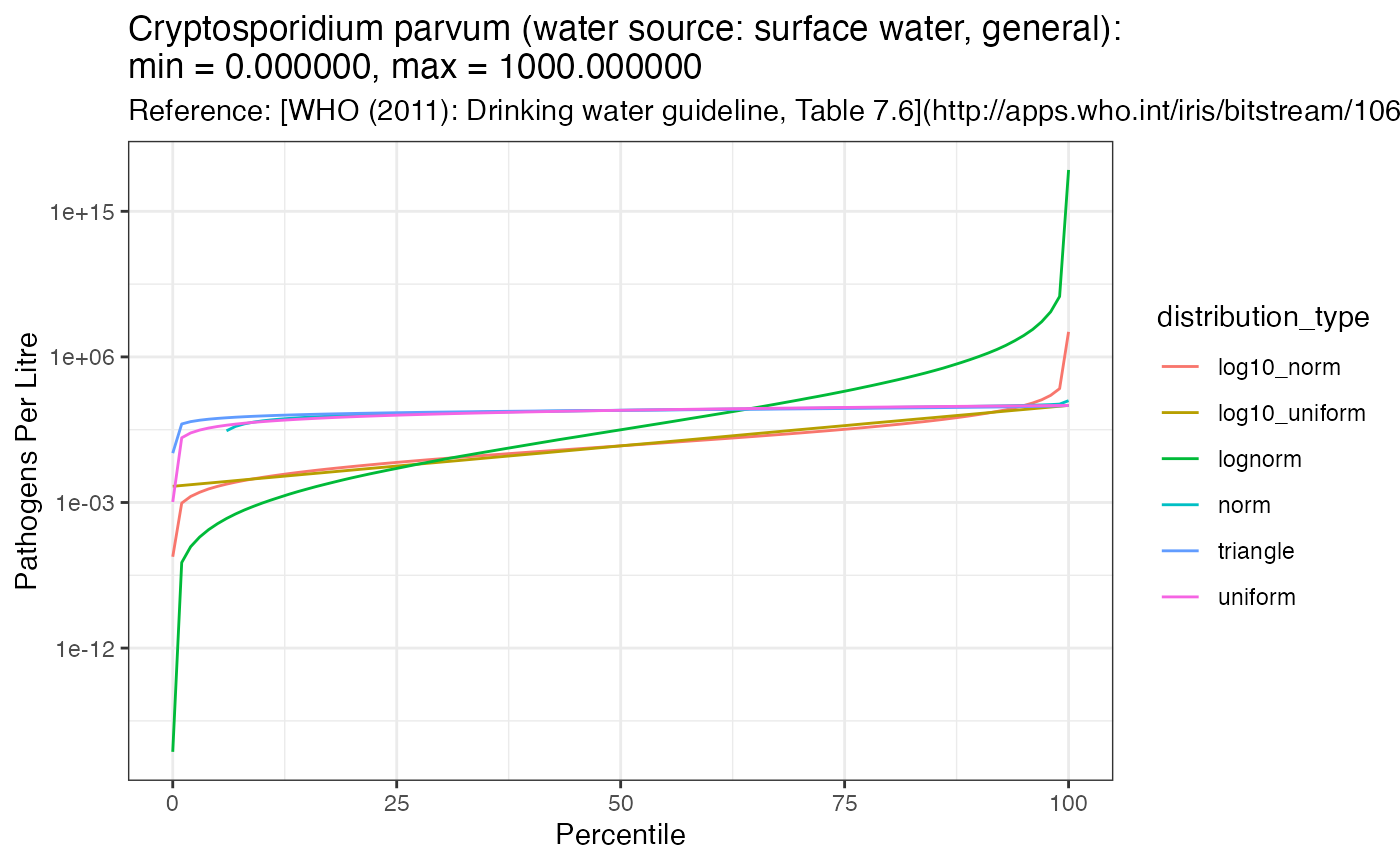 Cryptosporidium parvum (water source: surface water, general):
min = 0.000000, max = 1000.000000
Reference: [WHO (2011): Drinking water guideline, Table 7.6](http://apps.who.int/iris/bitstream/106
Pathogens Per Litre
1e+15
1e+06
1e-03
1e-12
0 25 50 75 100
Percentile
distribution_type
log10_norm
log10_uniform
lognorm
norm
triangle
uniform